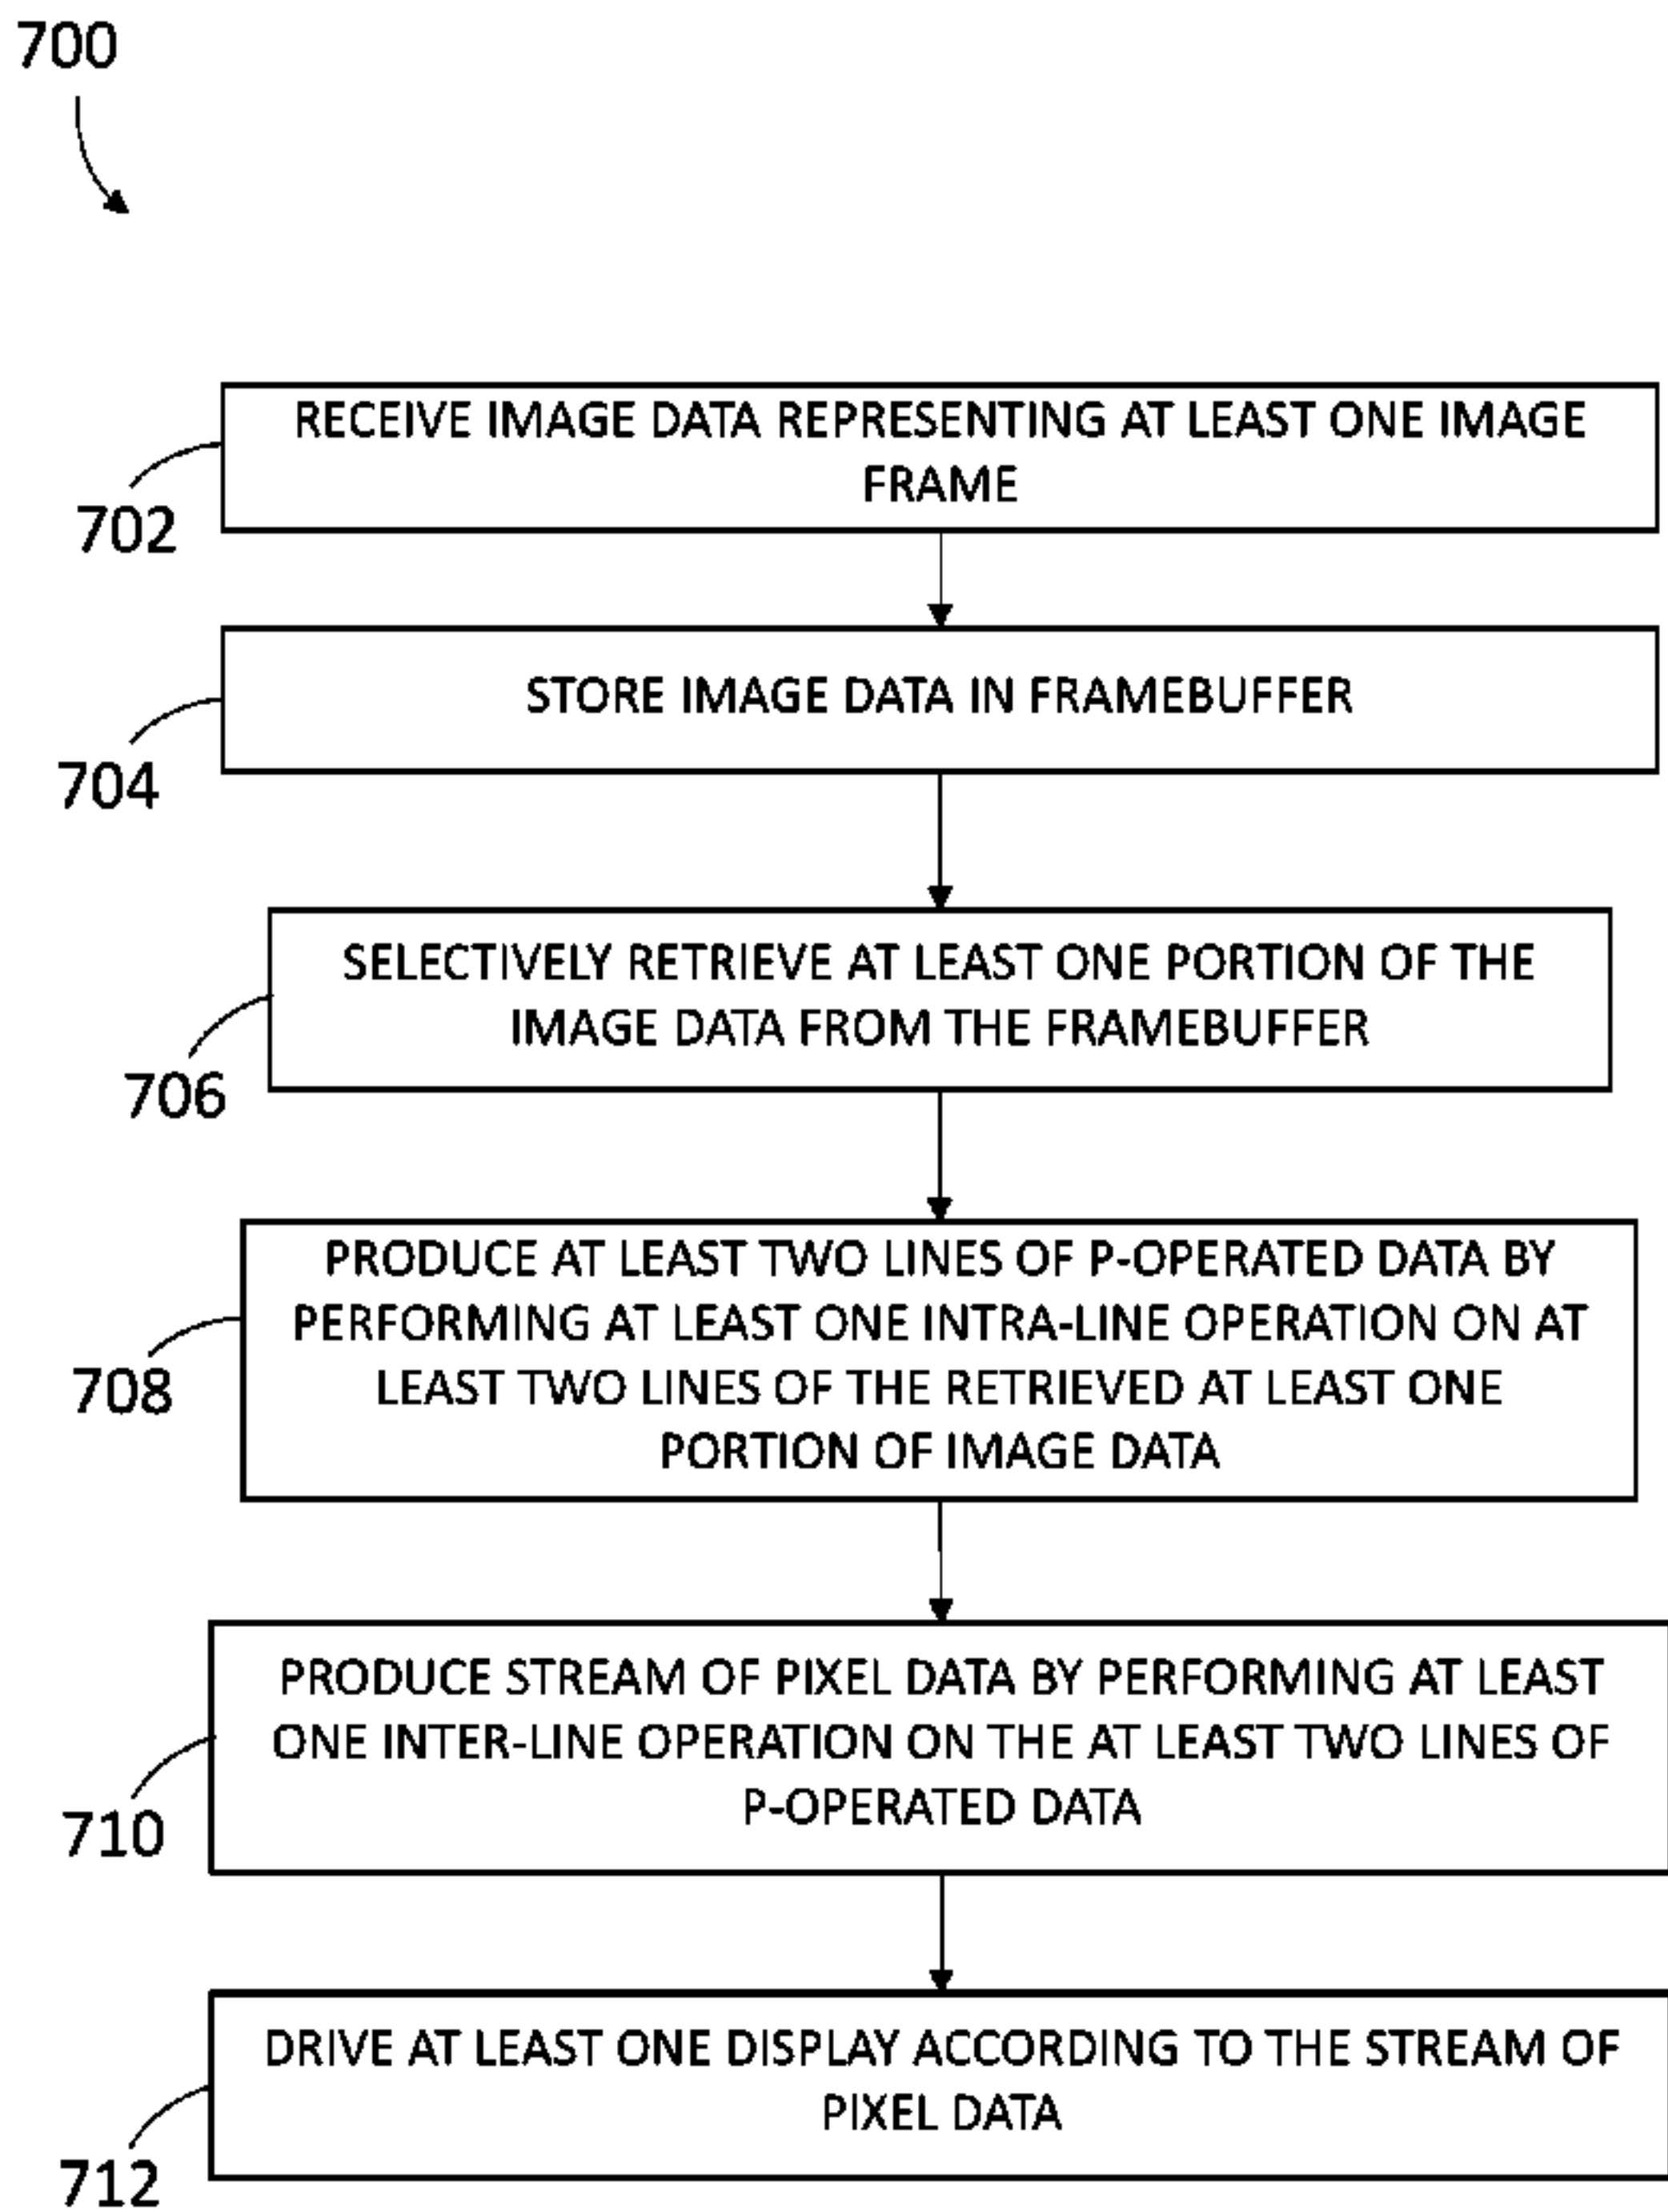 700
RECEIVE IMAGE DATA REPRESENTING AT LEAST ONE IMAGE
FRAME
702
STORE IMAGE DATA IN FRAMEBUFFER
704
SELECTIVELY RETRIEVE AT LEAST ONE PORTION OF THE
IMAGE DATA FROM THE FRAMEBUFFER
706
PRODUCE AT LEAST TWO LINES OF P-OPERATED DATA BY
PERFORMING AT LEAST ONE INTRA-LINE OPERATION ON AT
LEAST TWO LINES OF THE RETRIEVED AT LEAST ONE
PORTION OF IMAGE DATA
708
PRODUCE STREAM OF PIXEL DATA BY PERFORMING AT LEAST
ONE INTER-LINE OPERATION ON THE AT LEAST TWO LINES OF
P-OPERATED DATA
710
DRIVE AT LEAST ONE DISPLAY ACCORDING TO THE STREAM OF
PIXEL DATA
712